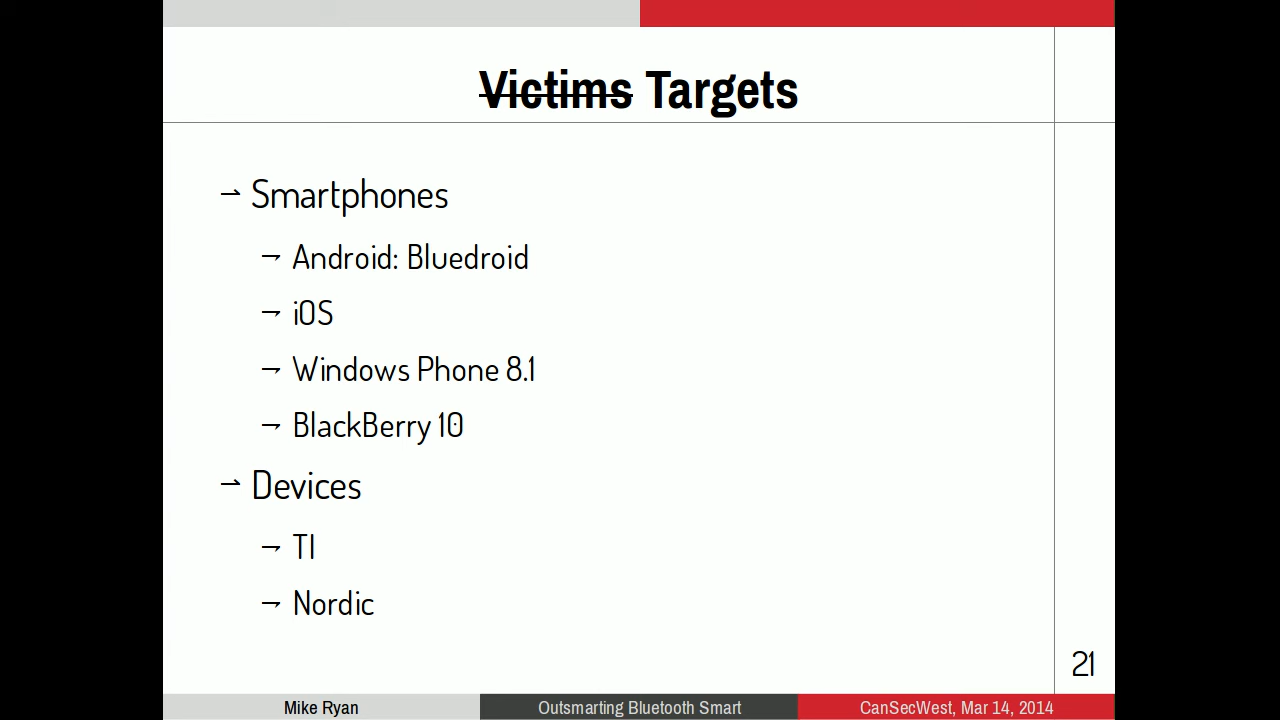 Victims Targets
Smartphones
Android: Bluedroid
iOS
Windows Phone 8.1
BlackBerry 10
Devices
TI
Nordic
21
Mike Ryan
Outsmarting Bluetooth Smart
CanSecWest, Mar 14, 2014